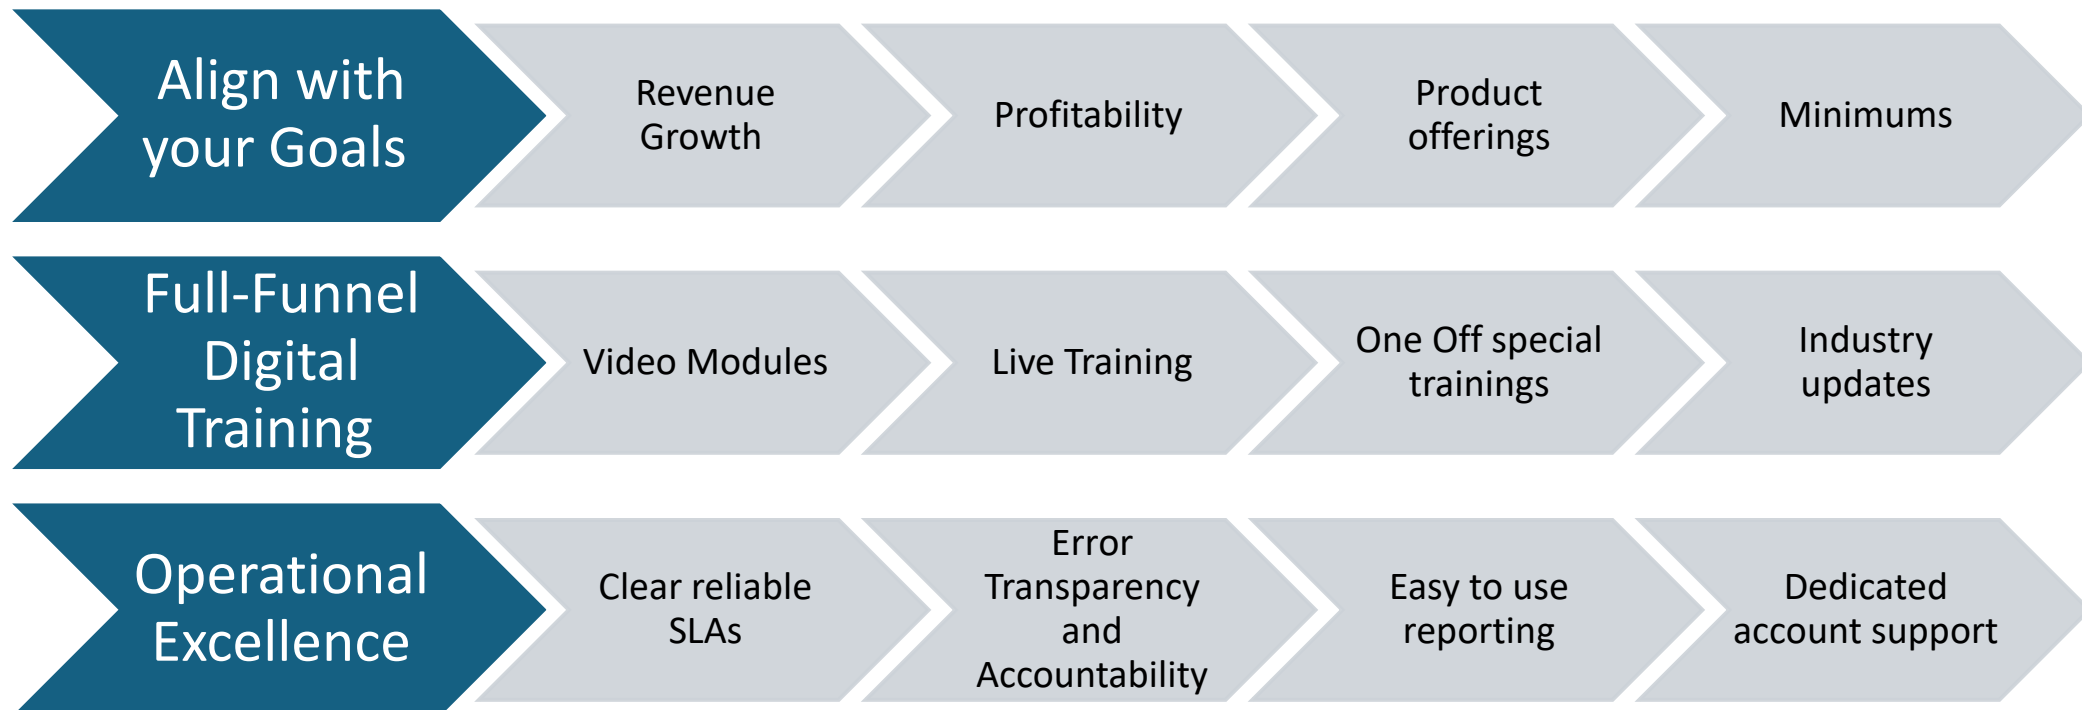 Align with
your Goals
Revenue
Growth
Profitability
Product
offerings
Minimums
Full-Funnel
Digital
Training
Video Modules
Live Training
One Off special
trainings
Industry
updates
Operational
Excellence
Clear reliable
SLAs
Error
Transparency
and
Accountability
Easy to use
reporting
Dedicated
account support